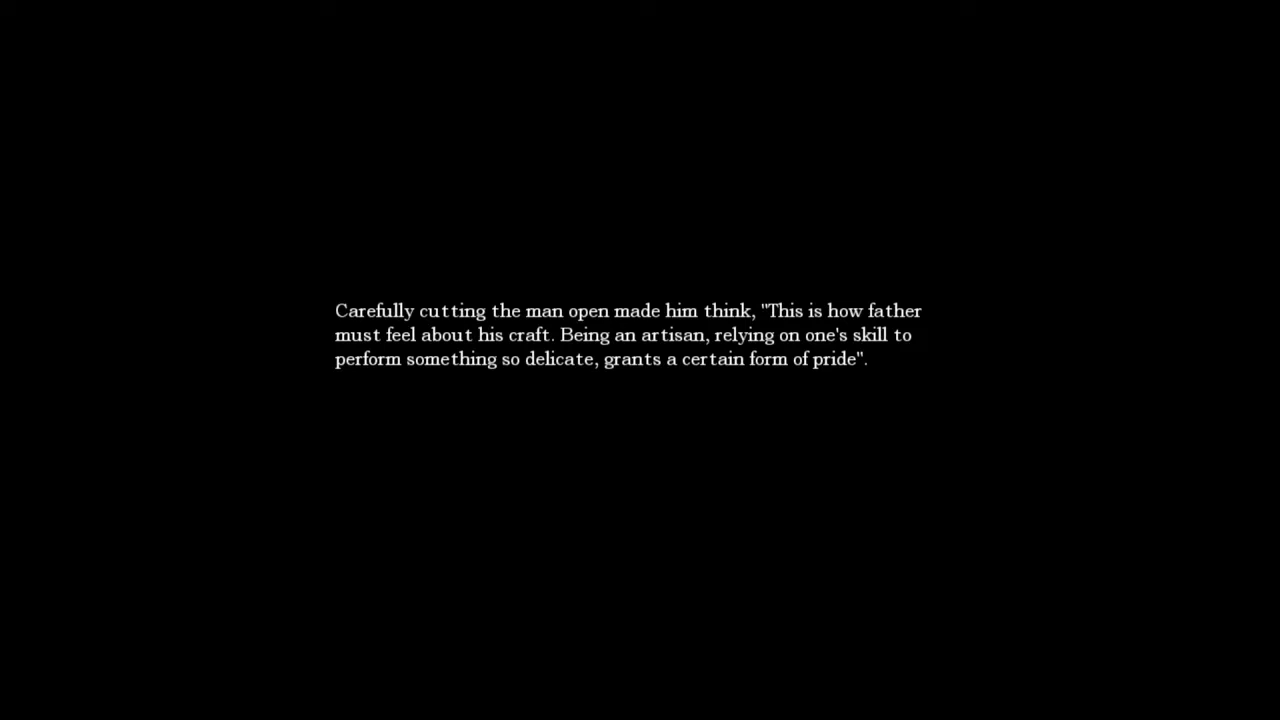 Carefully cutting the man open made him think, "This is how father
must feel about his craft. Being an artisan, relying on one's skill to
perform something so delicate, grants a certain form of pride".